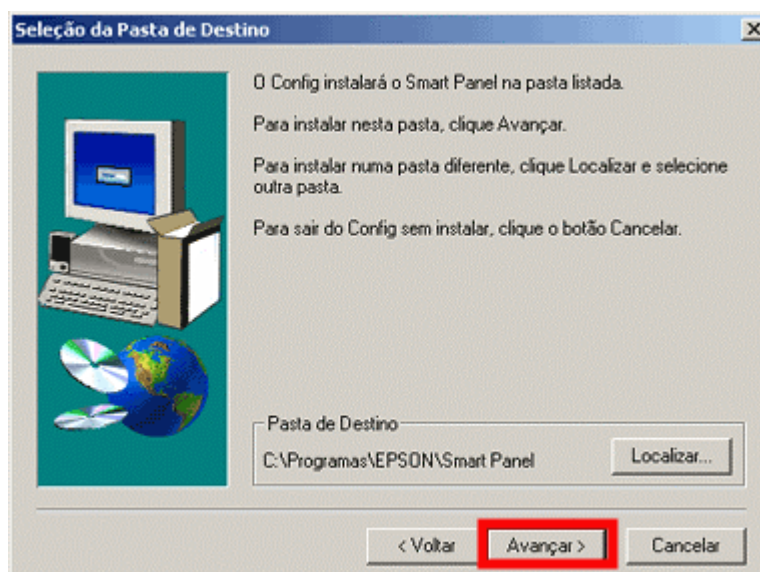 Seleção da Pasta de Destino
O Config instalará o Smart Panel na pasta listada.
Para instalar nesta pasta, clique Avançar.
Para instalar numa pasta diferente, clique Localizar e selecione
outra pasta.
Para sair do Config sem instalar, clique o botão Cancelar.
Pasta de Destino
C:\Programas\EPSON\Smart Panel
Localizar...
< Voltar
Avançar >
Cancelar